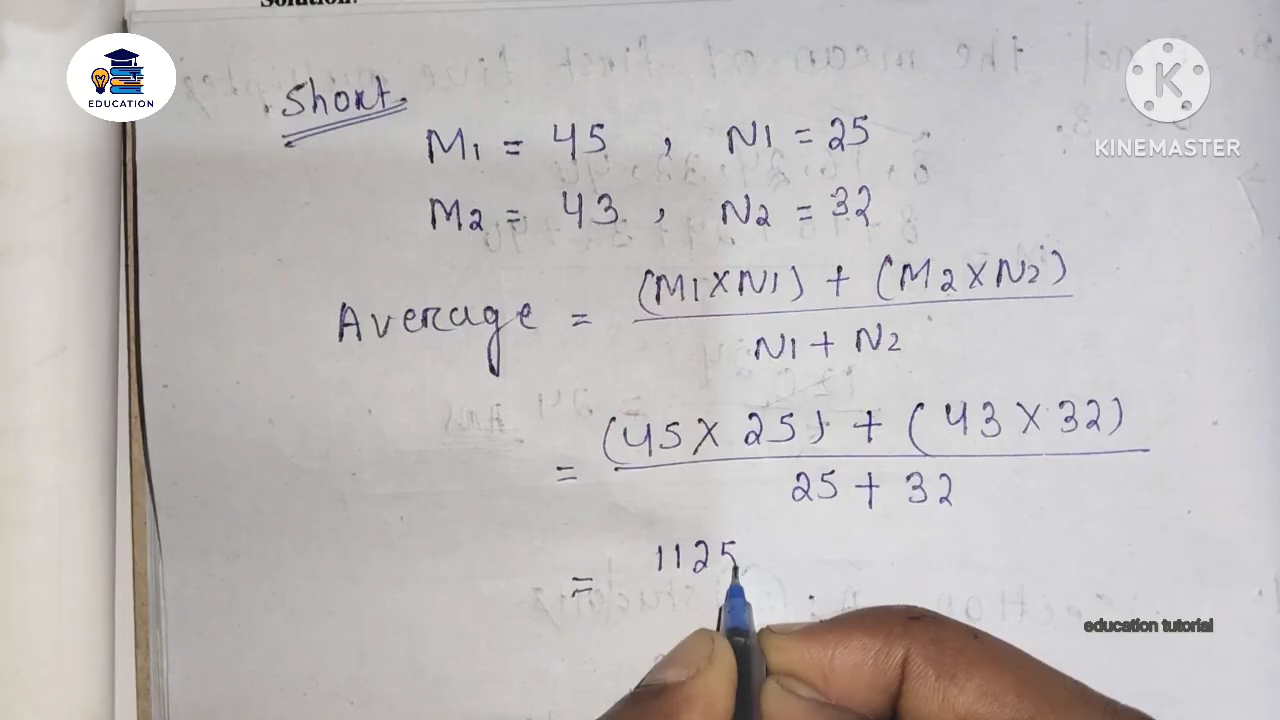 Solution:
EDUCATION
KINEMASTER
Short
M1 = 45 , N1 = 25
M2 = 43 , N2 = 32
Average = (M1×N1) + (M2×N2)
N1 + N2
= (45 × 25) + (43 × 32)
25 + 32
= 1125
education tutorial